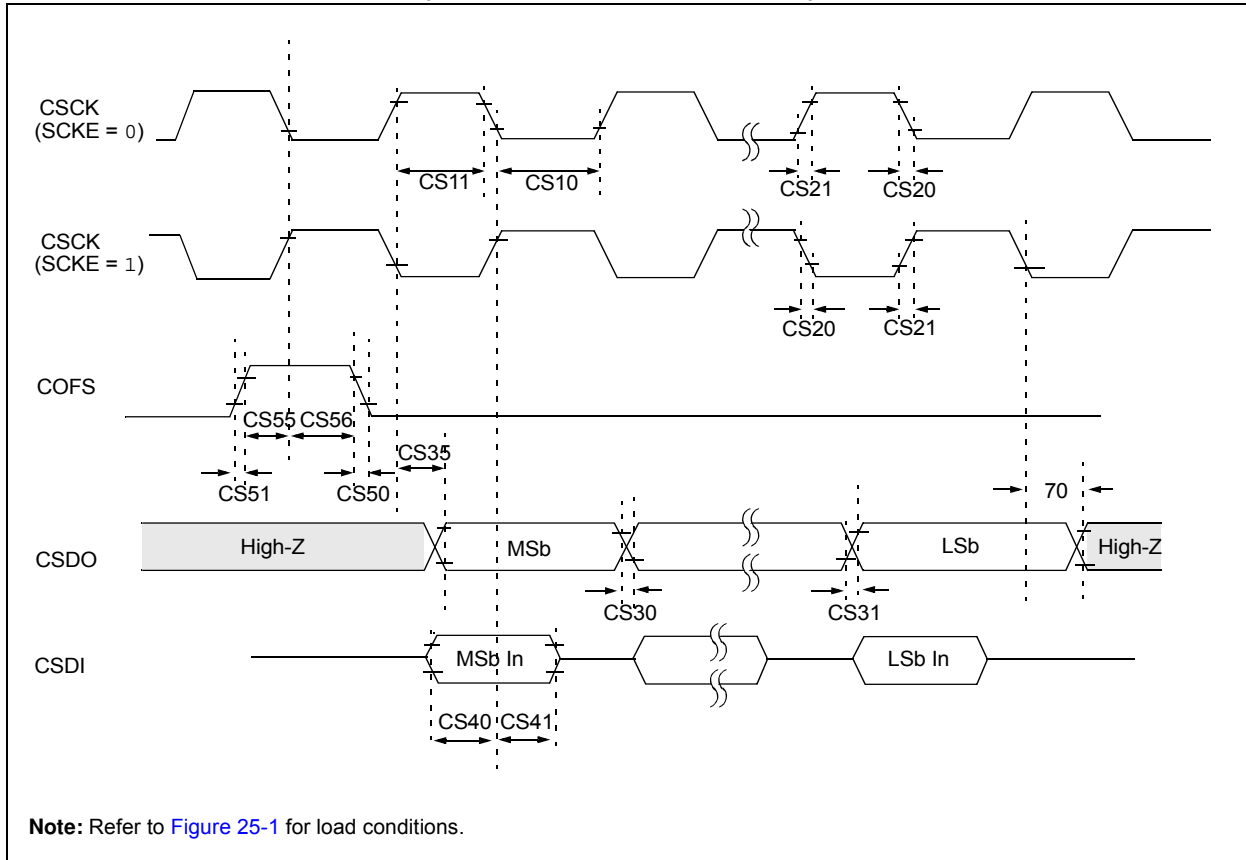 CSCK
(SCKE = 0)
CS11
CS10
CS21
CS20
CSCK
(SCKE = 1)
CS20
CS21
COFS
CS55
CS56
CS35
CS51
CS50
70
CSDO
High-Z
MSb
LSb
High-Z
CS30
CS31
CSDI
MSb In
LSb In
CS40
CS41
Note: Refer to Figure 25-1 for load conditions.